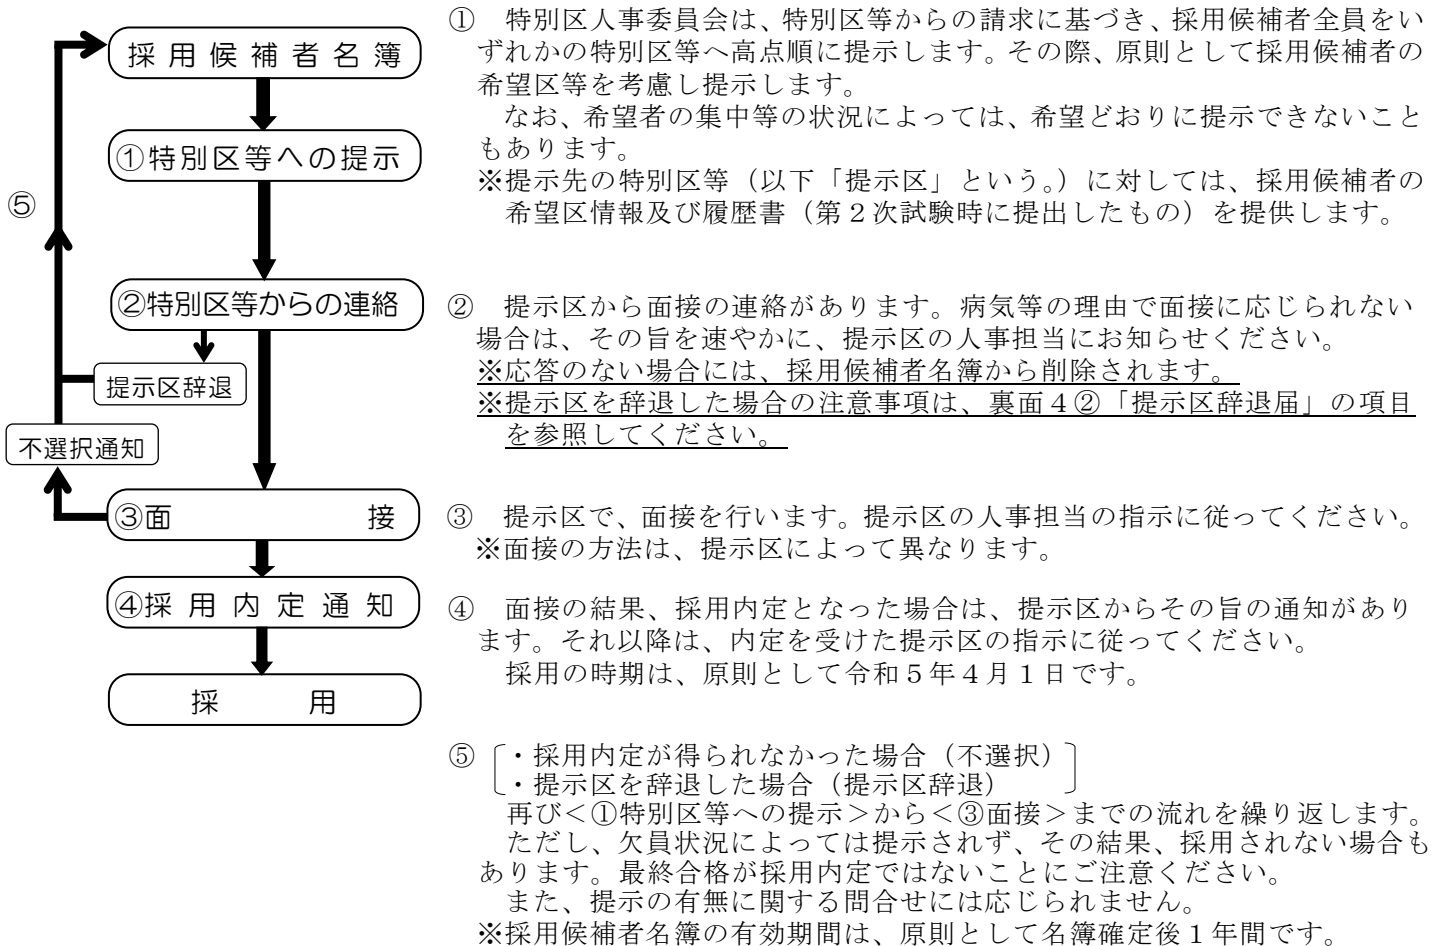 採用候補者名簿
①特別区等への提示
⑤
②特別区等からの連絡
提示区辞退
不選択通知
③面　　　　　　接
④採用内定通知
採　　用
①　特別区人事委員会は、特別区等からの請求に基づき、採用候補者全員をい
ずれかの特別区等へ高点順に提示します。その際、原則として採用候補者の
希望区等を考慮し提示します。
なお、希望者の集中等の状況によっては、希望どおりに提示できないこと
もあります。
※提示先の特別区等（以下「提示区」という。）に対しては、採用候補者の
希望区情報及び履歴書（第２次試験時に提出したもの）を提供します。
②　提示区から面接の連絡があります。病気等の理由で面接に応じられない
場合は、その旨を速やかに、提示区の人事担当にお知らせください。
※応答のない場合には、採用候補者名簿から削除されます。
※提示区を辞退した場合の注意事項は、裏面４②「提示区辞退届」の項目
を参照してください。
③　提示区で、面接を行います。提示区の人事担当の指示に従ってください。
※面接の方法は、提示区によって異なります。
④　面接の結果、採用内定となった場合は、提示区からその旨の通知があり
ます。それ以降は、内定を受けた提示区の指示に従ってください。
採用の時期は、原則として令和５年４月１日です。
⑤　・採用内定が得られなかった場合（不選択）
・提示区を辞退した場合（提示区辞退）
再び＜①特別区等への提示＞から＜③面接＞までの流れを繰り返します。
ただし、欠員状況によっては提示されず、その結果、採用されない場合も
あります。最終合格が採用内定ではないことにご注意ください。
また、提示の有無に関する問合せには応じられません。
※採用候補者名簿の有効期間は、原則として名簿確定後１年間です。